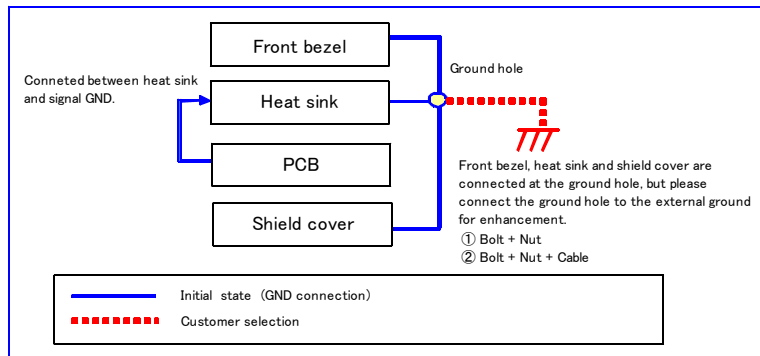 Front bezel
Ground hole
Conneted between heat sink
and signal GND.
Heat sink
PCB
Front bezel, heat sink and shield cover are
connected at the ground hole, but please
connect the ground hole to the external ground
for enhancement.
① Bolt + Nut
② Bolt + Nut + Cable
Shield cover
Initial state (GND connection)
Customer selection